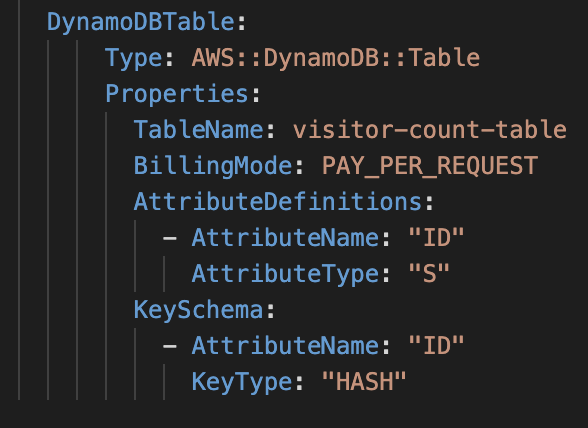 DynamoDBTable:
Type: AWS::DynamoDB::Table
Properties:
TableName: visitor-count-table
BillingMode: PAY_PER_REQUEST
AttributeDefinitions:
- AttributeName: "ID"
AttributeType: "S"
KeySchema:
- AttributeName: "ID"
KeyType: "HASH"